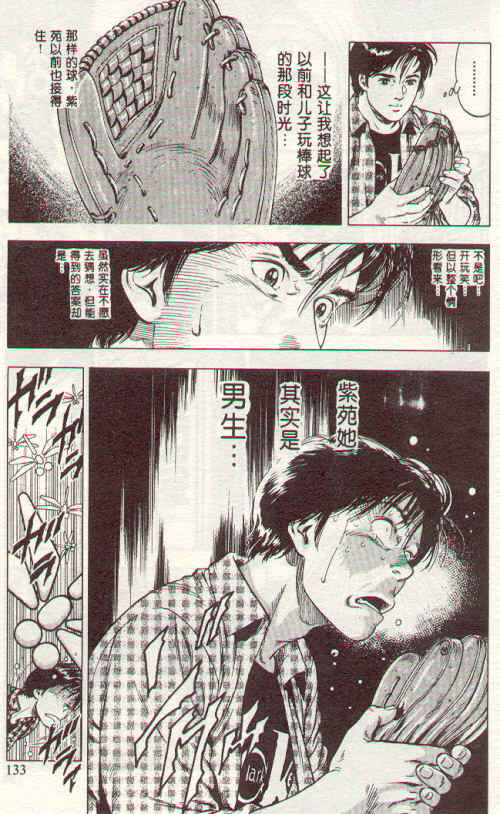 …………
——这让我想起了
以前和儿子玩棒球
的那段时光…
那样的球，紫
苑以前也接得
住！
不是吧！
开玩笑！
但以整个情
形看来！
虽然实在不愿
去猜想，但能
得到的答案却
是…
紫苑她
其实是
男生…
133